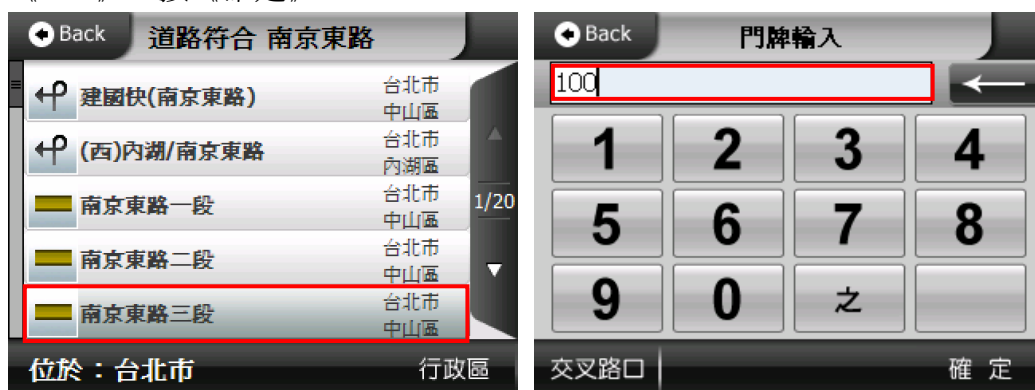 Back 道路符合 南京東路
建國快(南京東路) 台北市 中山區
(西)內湖/南京東路 台北市 內湖區
南京東路一段 台北市 中山區
1/20
南京東路二段 台北市 中山區
南京東路三段 台北市 中山區
位於：台北市 行政區
Back 門牌輸入
100
1 2 3 4
5 6 7 8
9 0 之
交叉路口 確 定